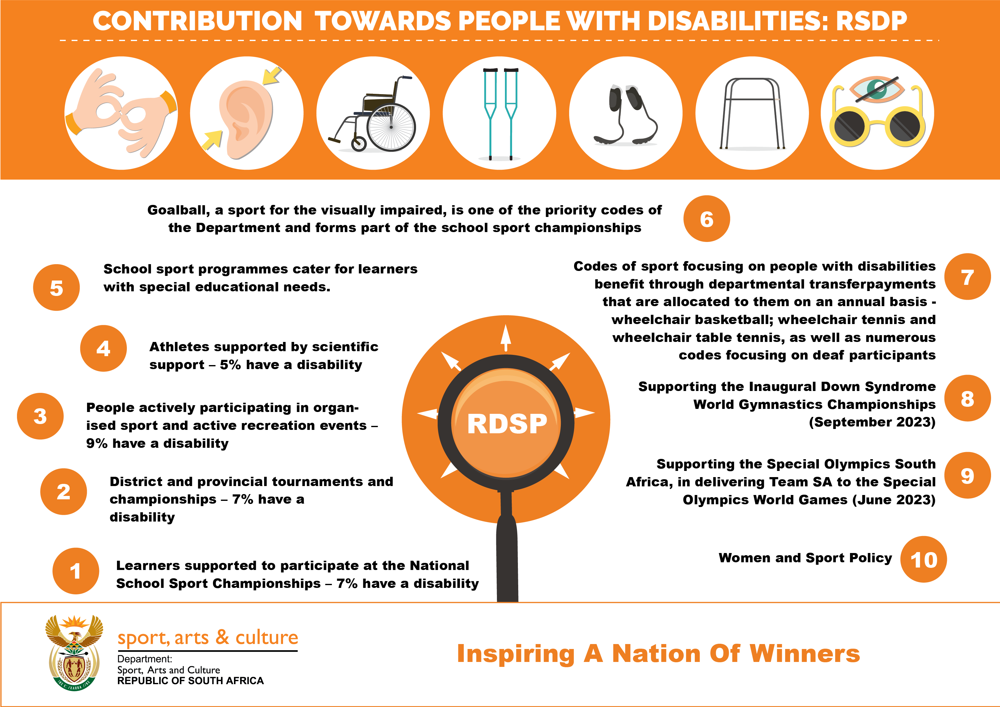 CONTRIBUTION TOWARDS PEOPLE WITH DISABILITIES: RSDP
Goalball, a sport for the visually impaired, is one of the priority codes of
the Department and forms part of the school sport championships
6
5
School sport programmes cater for learners
with special educational needs.
4
Athletes supported by scientific
support – 5% have a disability
3
People actively participating in organ-
ised sport and active recreation events –
9% have a disability
2
District and provincial tournaments and
championships – 7% have a
disability
1
Learners supported to participate at the National
School Sport Championships – 7% have a disability
RDSP
Codes of sport focusing on people with disabilities
benefit through departmental transferpayments
that are allocated to them on an annual basis -
wheelchair basketball; wheelchair tennis and
wheelchair table tennis, as well as numerous
codes focusing on deaf participants
7
Supporting the Inaugural Down Syndrome
World Gymnastics Championships
(September 2023)
8
Supporting the Special Olympics South
Africa, in delivering Team SA to the Special
Olympics World Games (June 2023)
9
Women and Sport Policy
10
!KE E: /XARRA //KE
sport, arts & culture
Department:
Sport, Arts and Culture
REPUBLIC OF SOUTH AFRICA
Inspiring A Nation Of Winners